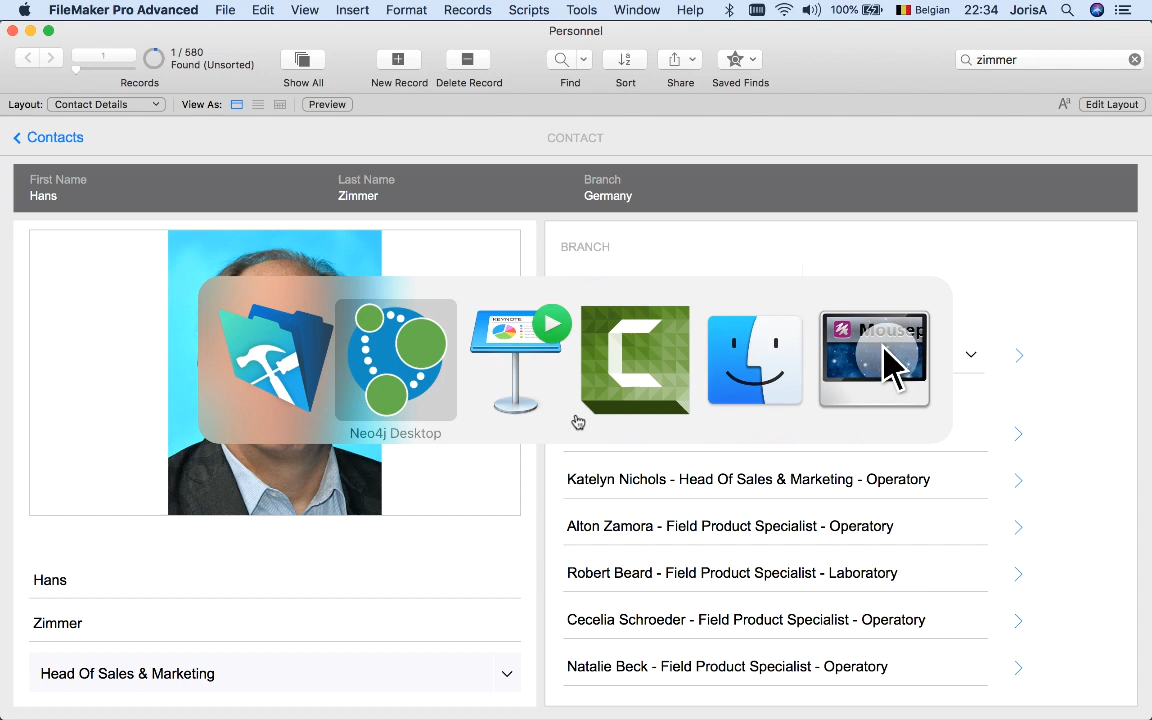 FileMaker Pro Advanced File Edit View Insert Format Records Scripts Tools Window Help 100% Belgian 22:34 JorisA
Personnel
1
1 / 580
Found (Unsorted)
zimmer
Records Show All New Record Delete Record Find Sort Share Saved Finds
Layout: Contact Details View As: Preview Aª Edit Layout
Contacts
CONTACT
First Name Last Name Branch
Hans Zimmer Germany
BRANCH
KEYNOTE
Mousep
Neo4j Desktop
Katelyn Nichols - Head Of Sales & Marketing - Operatory
Alton Zamora - Field Product Specialist - Operatory
Robert Beard - Field Product Specialist - Laboratory
Hans
Cecelia Schroeder - Field Product Specialist - Operatory
Zimmer
Natalie Beck - Field Product Specialist - Operatory
Head Of Sales & Marketing